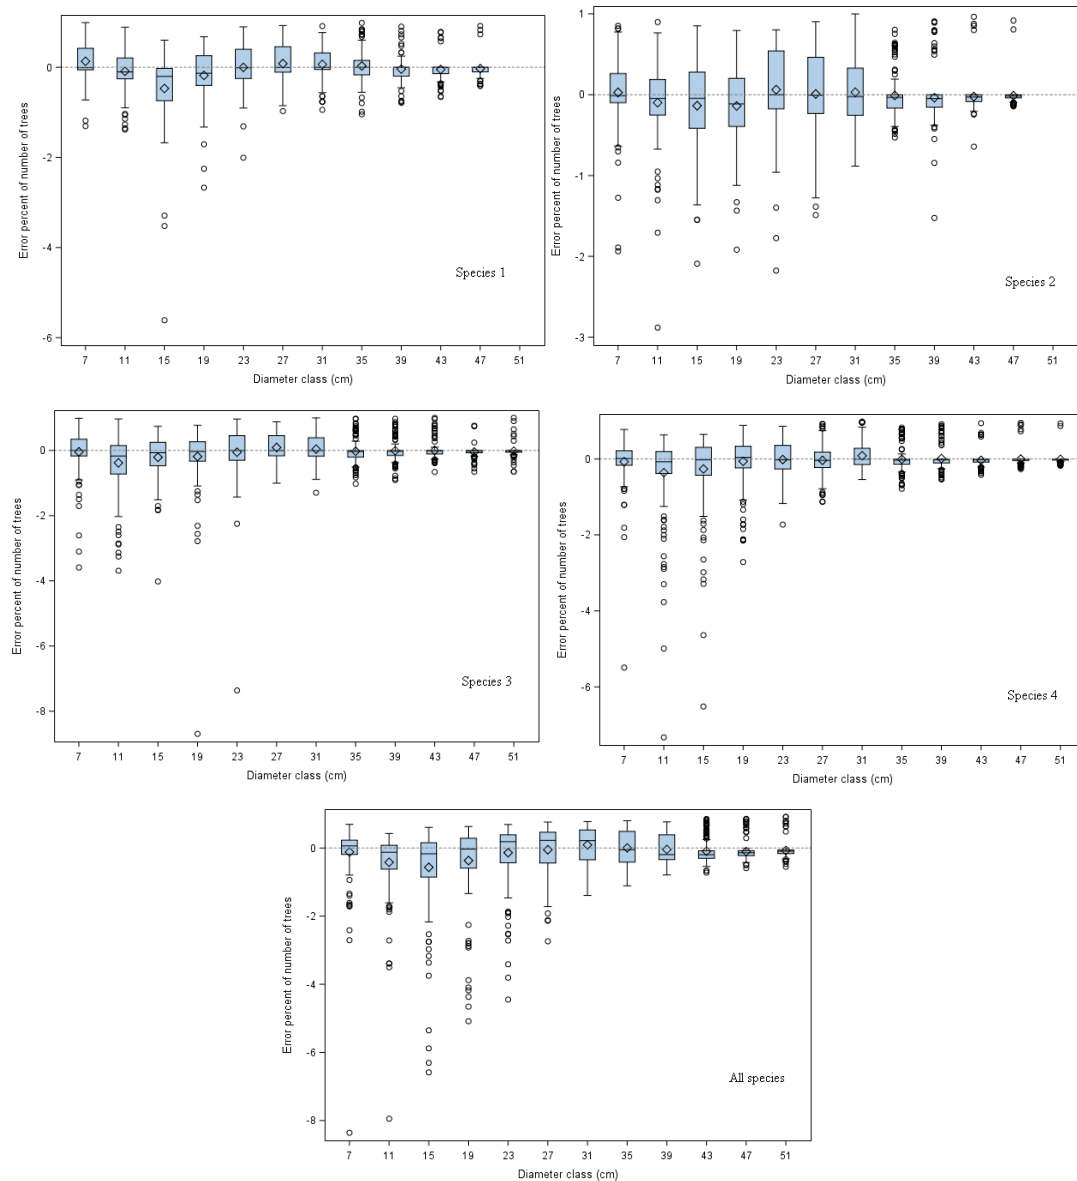 Error percent of number of trees
0
-2
-4
-6
Species 1
7 11 15 19 23 27 31 35 39 43 47 51
Diameter class (cm)
Error percent of number of trees
1
0
-1
-2
-3
Species 2
7 11 15 19 23 27 31 35 39 43 47 51
Diameter class (cm)
Error percent of number of trees
0
-2
-4
-6
-8
Species 3
7 11 15 19 23 27 31 35 39 43 47 51
Diameter class (cm)
Error percent of number of trees
0
-2
-4
-6
Species 4
7 11 15 19 23 27 31 35 39 43 47 51
Diameter class (cm)
Error percent of number of trees
0
-2
-4
-6
-8
All species
7 11 15 19 23 27 31 35 39 43 47 51
Diameter class (cm)